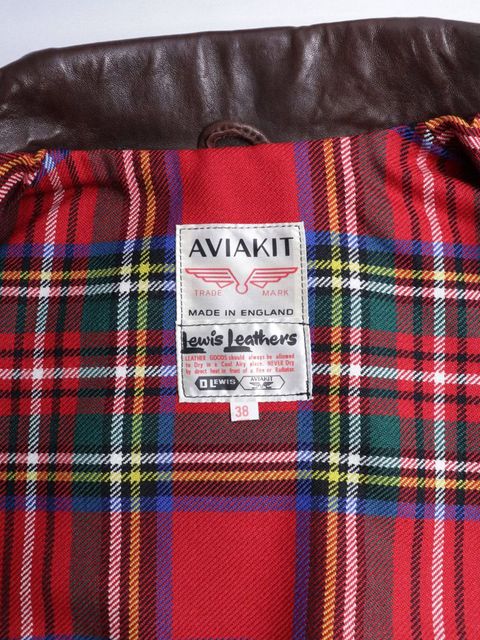 AVIAKIT
TRADE MARK
MADE IN ENGLAND
Lewis Leathers
LEATHER GOODS should always be allowed
to Dry in a Cool Airy place. NEVER Dry
by direct heat in front of a Fire or Radiator.
D LEWIS AVIAKIT
38